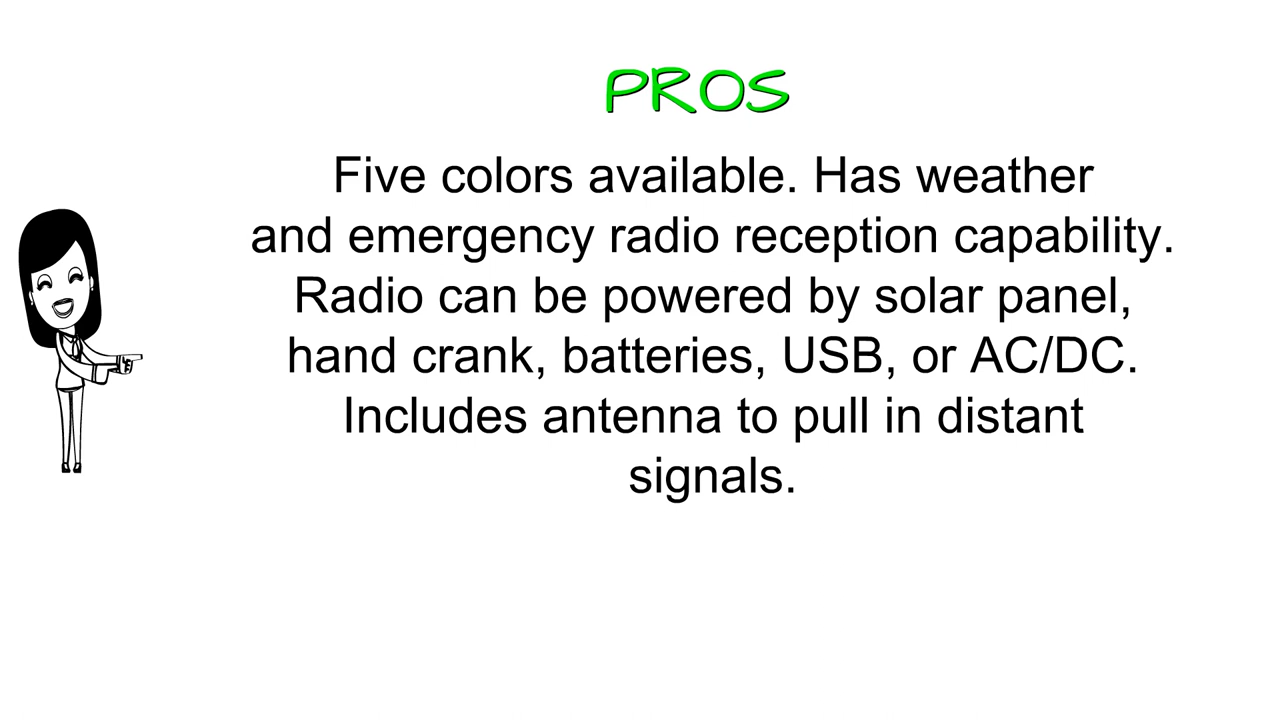 PROS
Five colors available. Has weather
and emergency radio reception capability.
Radio can be powered by solar panel,
hand crank, batteries, USB, or AC/DC.
Includes antenna to pull in distant
signals.